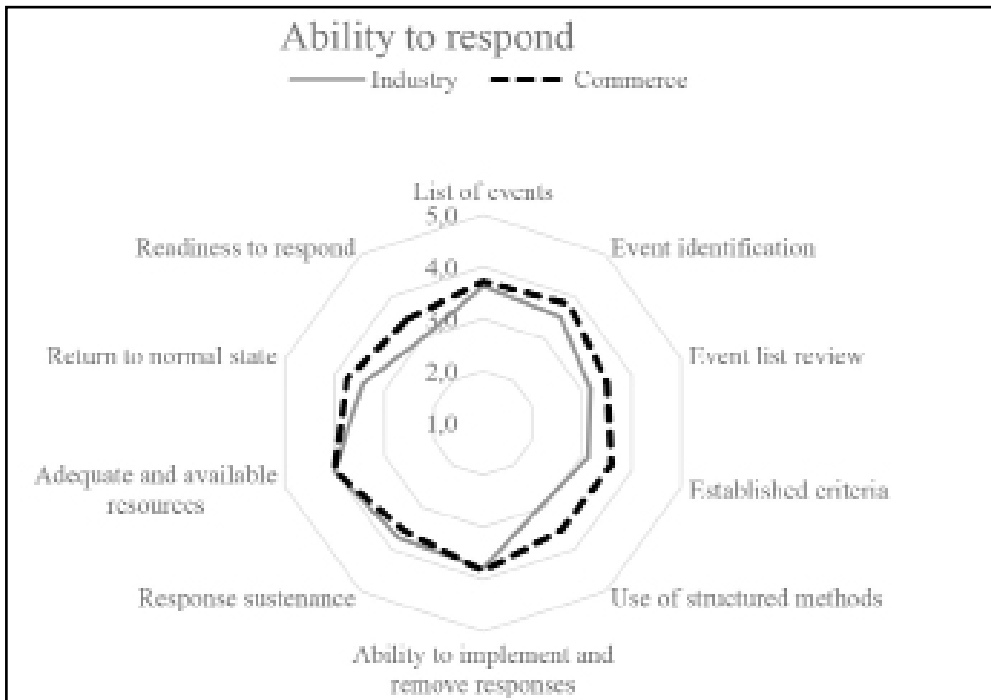 Ability to respond
Industry
Commerce
List of events
5,0
Readiness to respond
Event identification
4,0
3,0
Return to normal state
Event list review
2,0
1,0
Adequate and available
resources
Established criteria
Response sustenance
Use of structured methods
Ability to implement and
remove responses